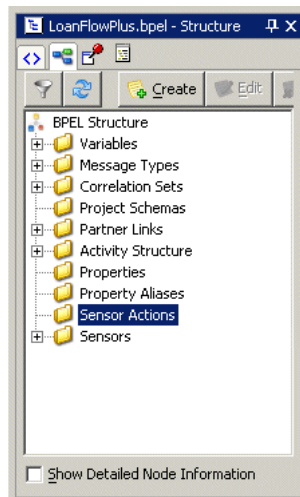 LoanFlowPlus.bpel - Structure
Create Edit
BPEL Structure
Variables
Message Types
Correlation Sets
Project Schemas
Partner Links
Activity Structure
Properties
Property Aliases
Sensor Actions
Sensors
Show Detailed Node Information